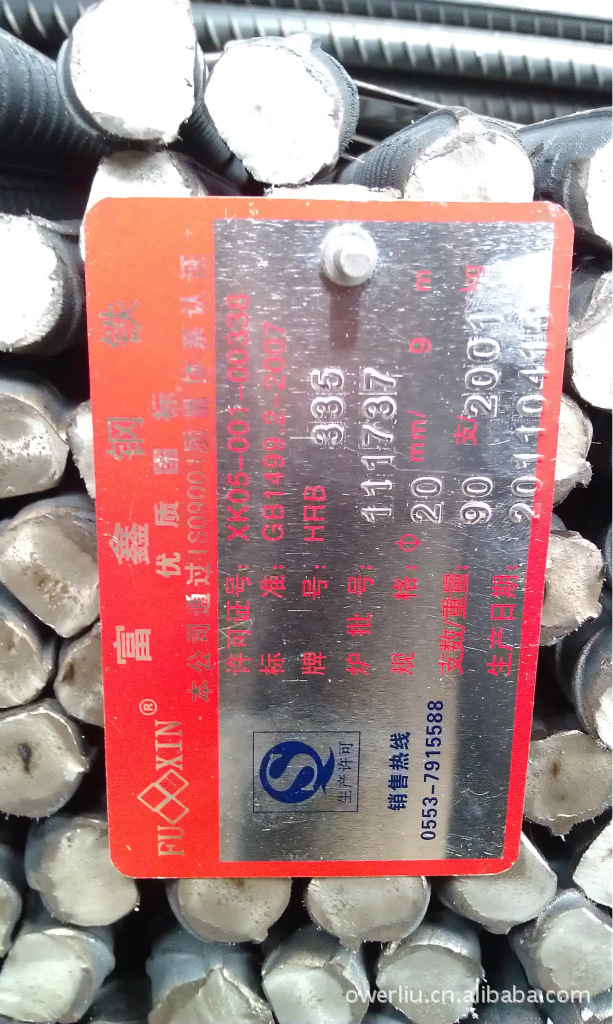 富鑫钢铁
FU XIN®
优质国标
本公司通过ISO9001质量体系认证
许可证号: XK05-001-00338
标 准: GB1499.2-2007
牌 号: HRB 335
炉批号: 111737
规 格: Φ 20 mm/ 9 m
支数/重量: 90 支/ 2001 kg
生产日期: 20110419
生产许可
销售热线
0553-7915588
owerliu.cn.alibaba.com